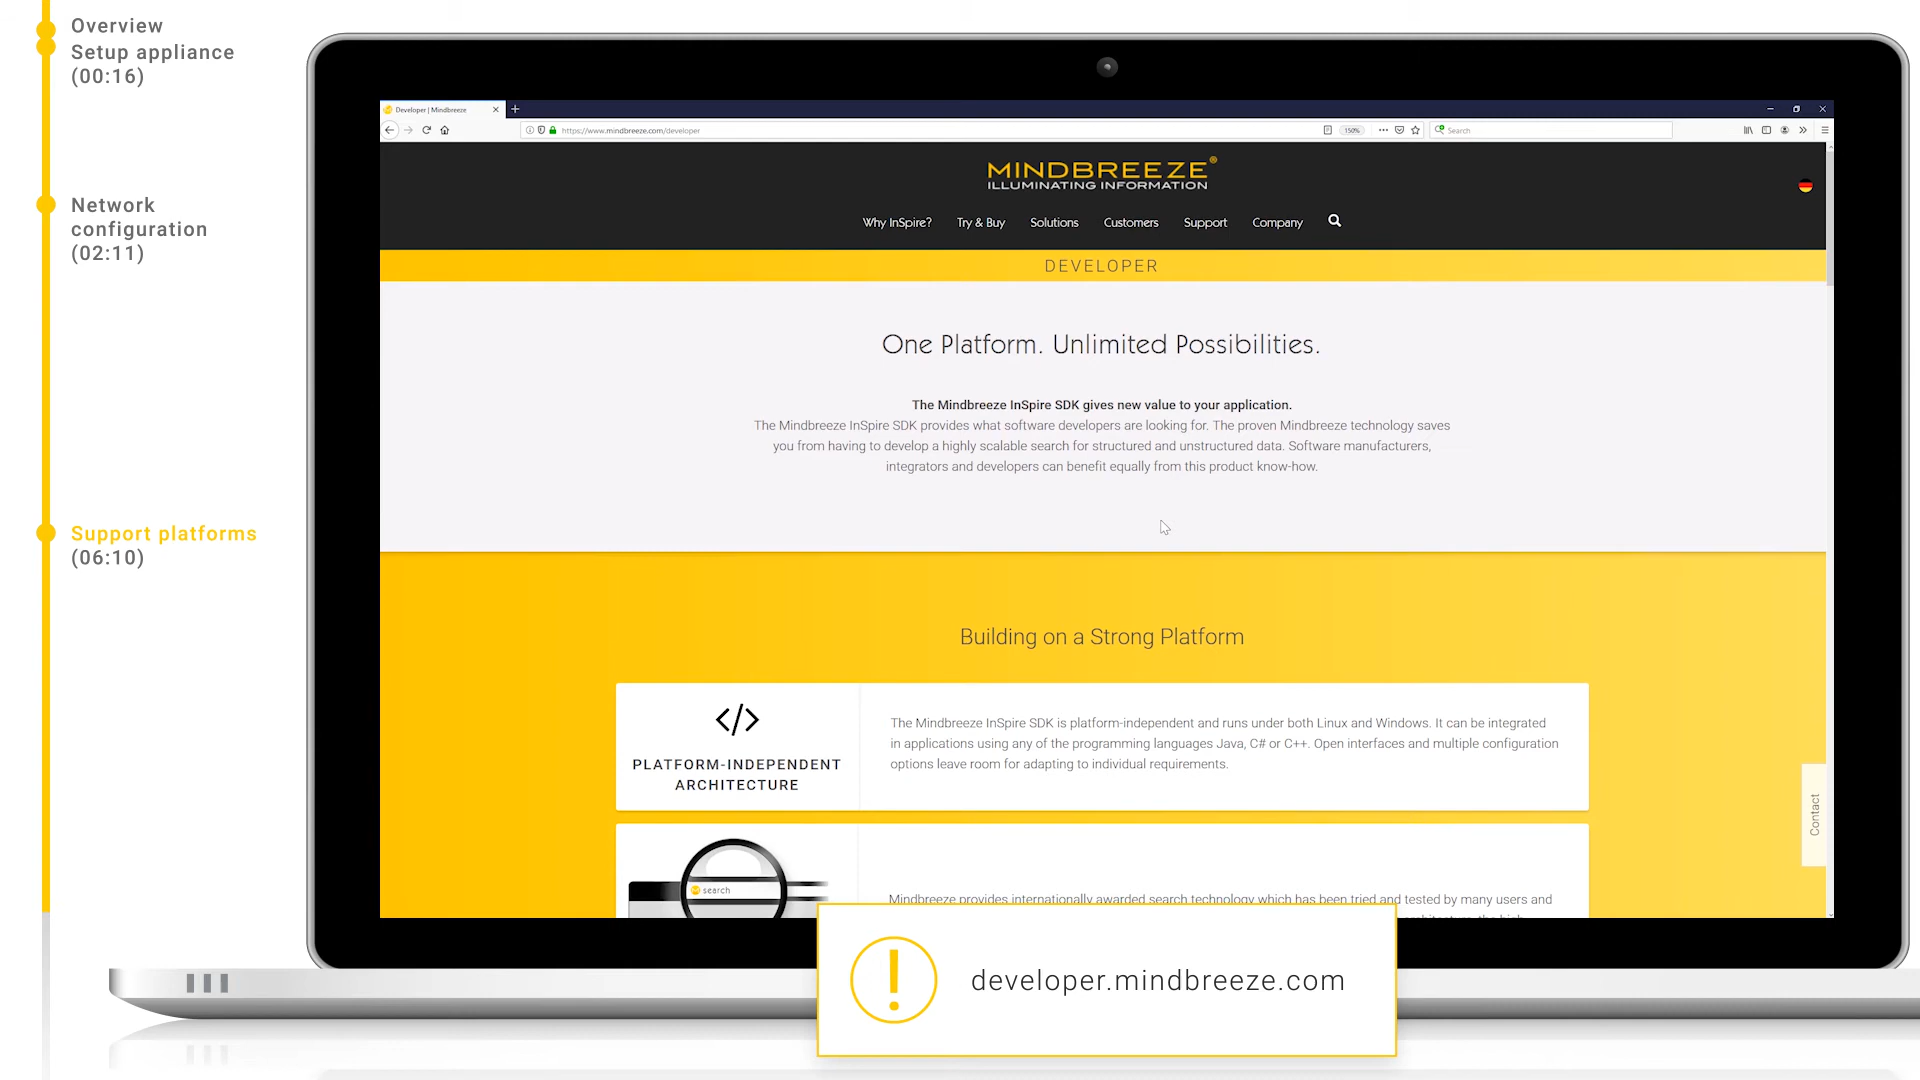 Overview
Setup appliance
(00:16)
Network
configuration
(02:11)
Support platforms
(06:10)
Developer | Mindbreeze
https://www.mindbreeze.com/developer
150%
Search
MINDBREEZE®
ILLUMINATING INFORMATION
Why InSpire? Try & Buy Solutions Customers Support Company
DEVELOPER
One Platform. Unlimited Possibilities.
The Mindbreeze InSpire SDK gives new value to your application.
The Mindbreeze InSpire SDK provides what software developers are looking for. The proven Mindbreeze technology saves
you from having to develop a highly scalable search for structured and unstructured data. Software manufacturers,
integrators and developers can benefit equally from this product know-how.
Building on a Strong Platform
</>
PLATFORM-INDEPENDENT
ARCHITECTURE
The Mindbreeze InSpire SDK is platform-independent and runs under both Linux and Windows. It can be integrated
in applications using any of the programming languages Java, C# or C++. Open interfaces and multiple configuration
options leave room for adapting to individual requirements.
Contact
search
Mindbreeze provides internationally awarded search technology which has been tried and tested by many users and
developer.mindbreeze.com